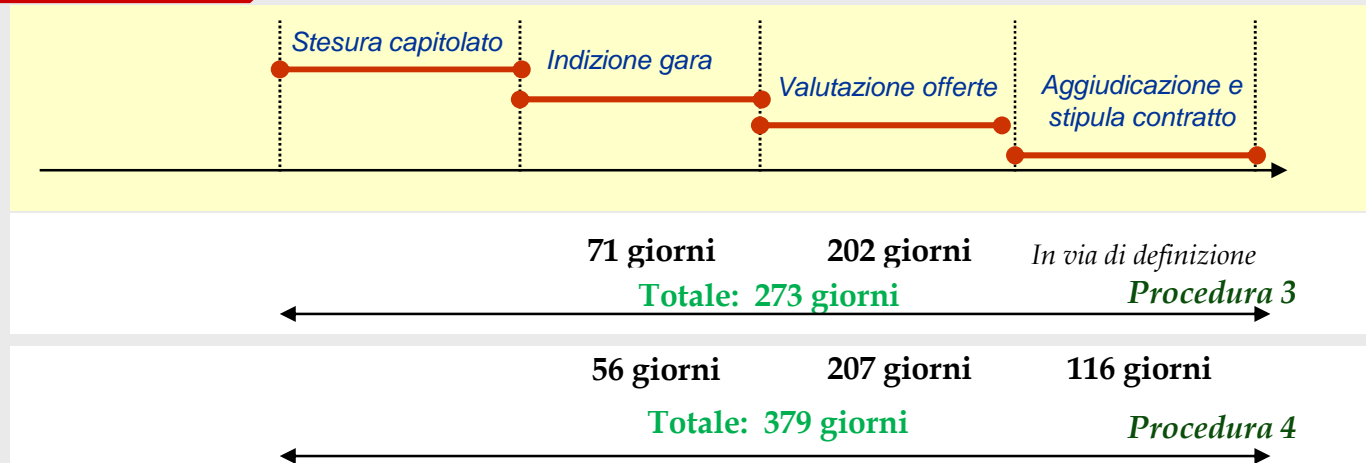 Stesura capitolato
Indizione gara
Valutazione offerte
Aggiudicazione e
stipula contratto
71 giorni 202 giorni In via di definizione
Totale: 273 giorni Procedura 3
56 giorni 207 giorni 116 giorni
Totale: 379 giorni Procedura 4